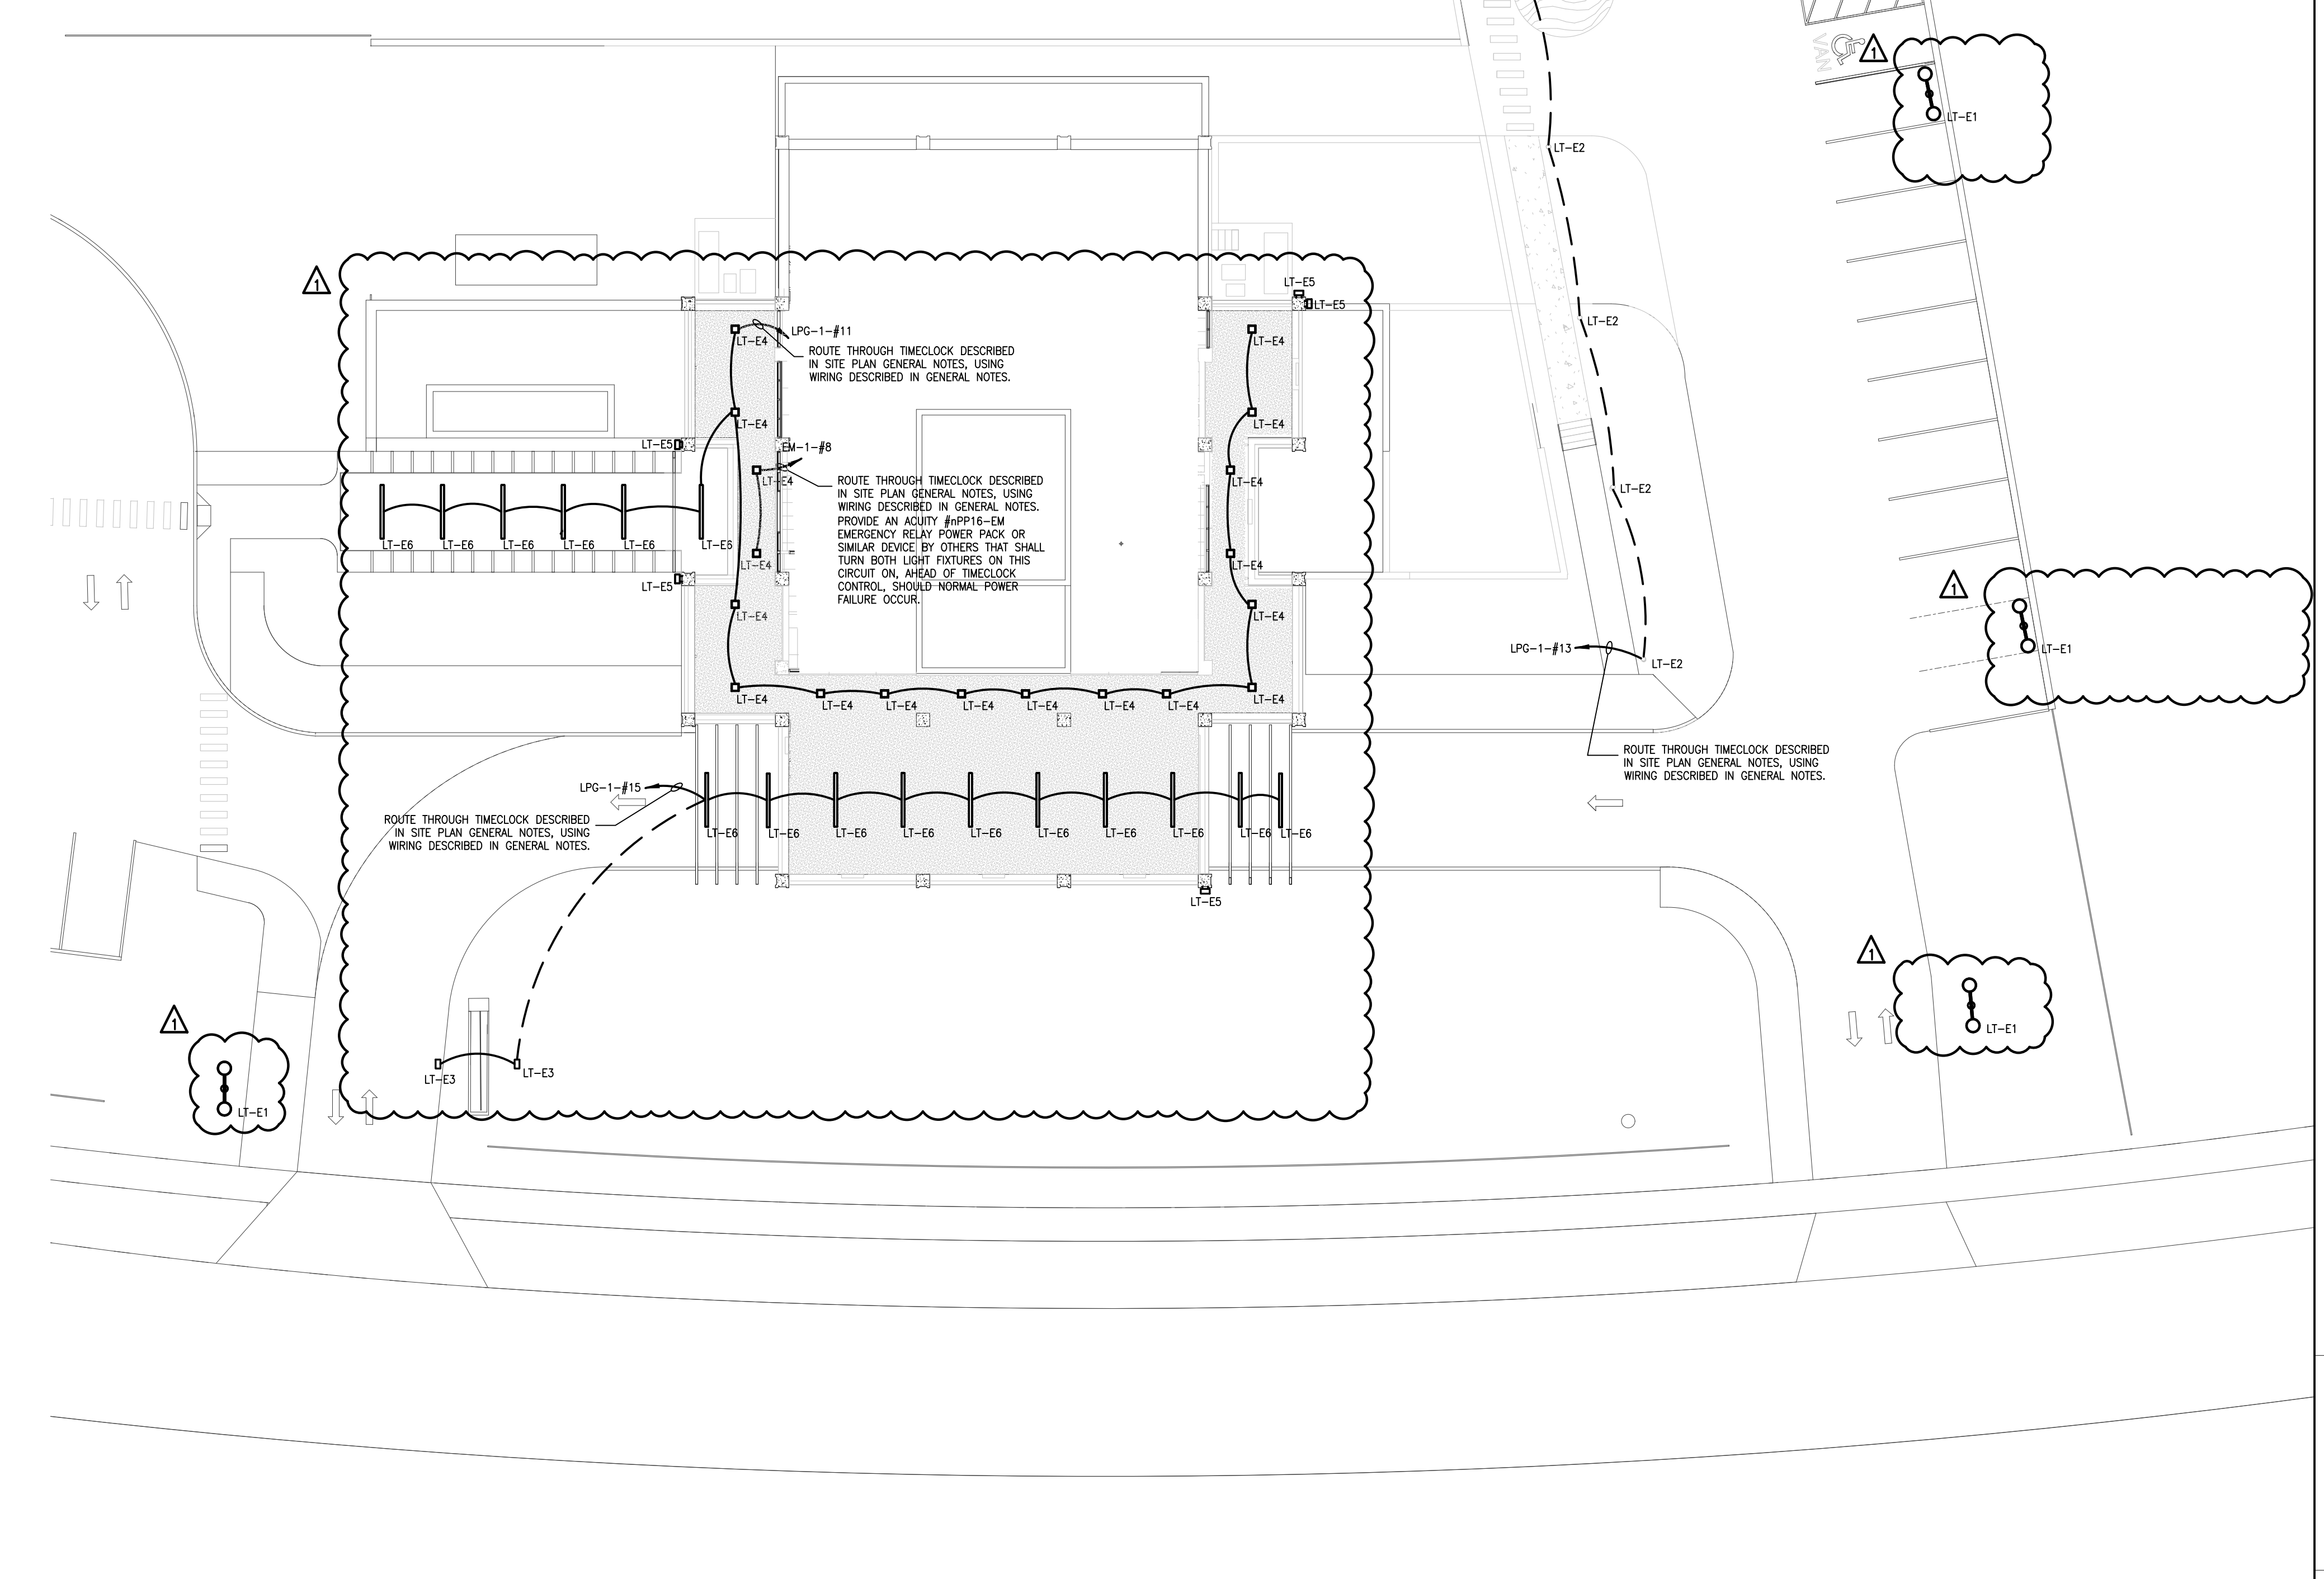 VAN
1
LT-E1
LT-E2
1
LT-E5
LT-E5
LPG-1-#11
LT-E4
ROUTE THROUGH TIMECLOCK DESCRIBED
IN SITE PLAN GENERAL NOTES, USING
WIRING DESCRIBED IN GENERAL NOTES.
LT-E4
LT-E2
LT-E4
LT-E4
LT-E5
EM-1-#8
LT-E4
LT-E4
ROUTE THROUGH TIMECLOCK DESCRIBED
IN SITE PLAN GENERAL NOTES, USING
WIRING DESCRIBED IN GENERAL NOTES.
PROVIDE AN ACUITY #nPP16-EM
EMERGENCY RELAY POWER PACK OR
SIMILAR DEVICE BY OTHERS THAT SHALL
TURN BOTH LIGHT FIXTURES ON THIS
CIRCUIT ON, AHEAD OF TIMECLOCK
CONTROL, SHOULD NORMAL POWER
FAILURE OCCUR.
LT-E2
LT-E6
LT-E6
LT-E6
LT-E6
LT-E6
LT-E6
LT-E4
LT-E4
LT-E5
1
LT-E4
LT-E4
LT-E1
LPG-1-#13
LT-E2
LT-E4
LT-E4
LT-E4
LT-E4
LT-E4
LT-E4
LT-E4
LT-E4
ROUTE THROUGH TIMECLOCK DESCRIBED
IN SITE PLAN GENERAL NOTES, USING
WIRING DESCRIBED IN GENERAL NOTES.
LPG-1-#15
ROUTE THROUGH TIMECLOCK DESCRIBED
IN SITE PLAN GENERAL NOTES, USING
WIRING DESCRIBED IN GENERAL NOTES.
LT-E6
LT-E6
LT-E6
LT-E6
LT-E6
LT-E6
LT-E6
LT-E6
LT-E6
LT-E6
LT-E5
1
LT-E1
1
LT-E3
LT-E3
LT-E1